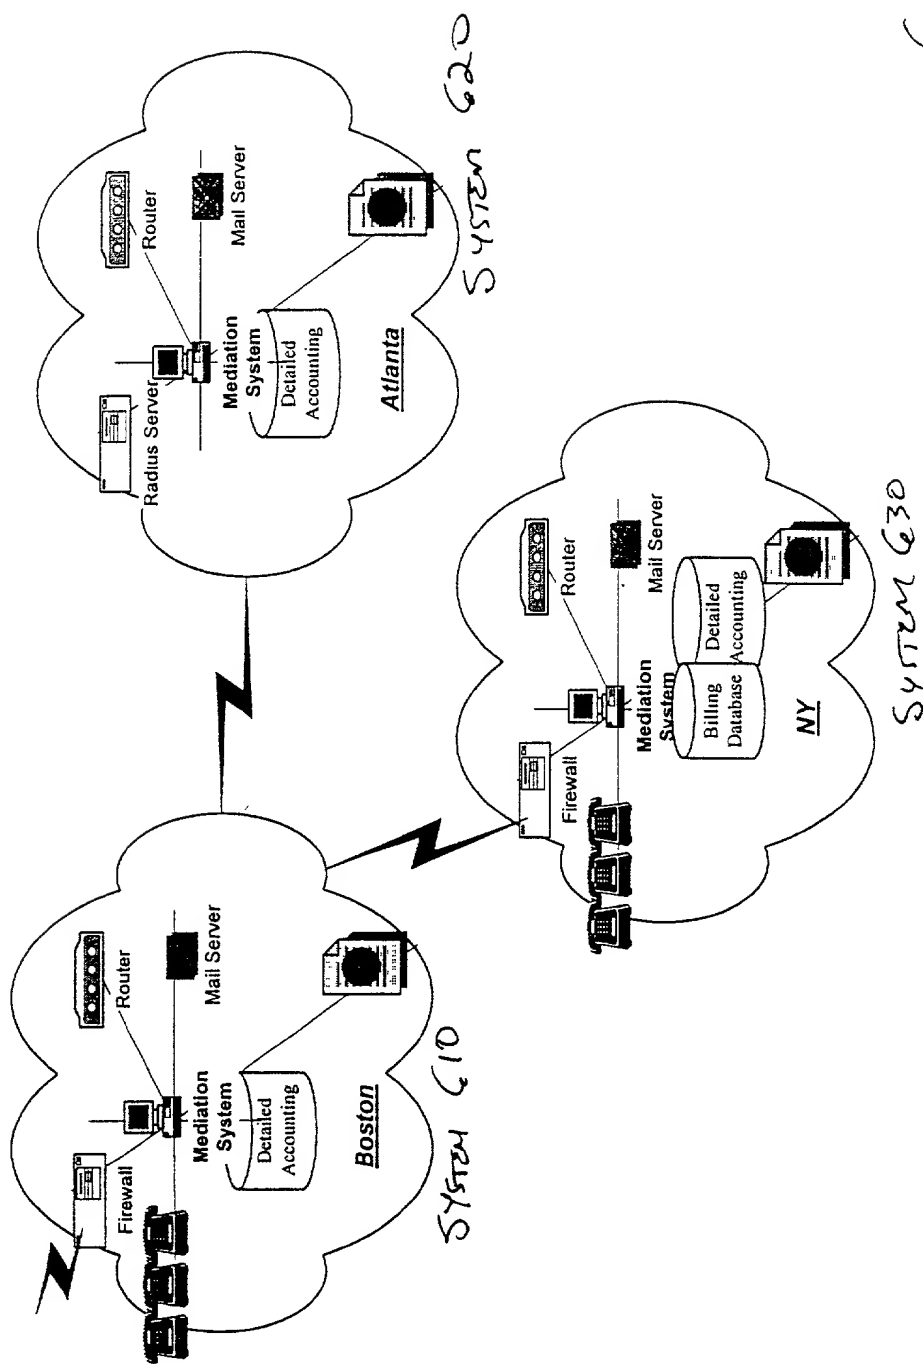 Firewall
Router
Mail Server
Mediation
System
Detailed
Accounting
Boston
SYSTEM 610
Radius Server
Router
Mail Server
Mediation
System
Detailed
Accounting
Atlanta
SYSTEM 620
Firewall
Router
Mail Server
Mediation
System
Billing
Database
Detailed
Accounting
NY
SYSTEM 630